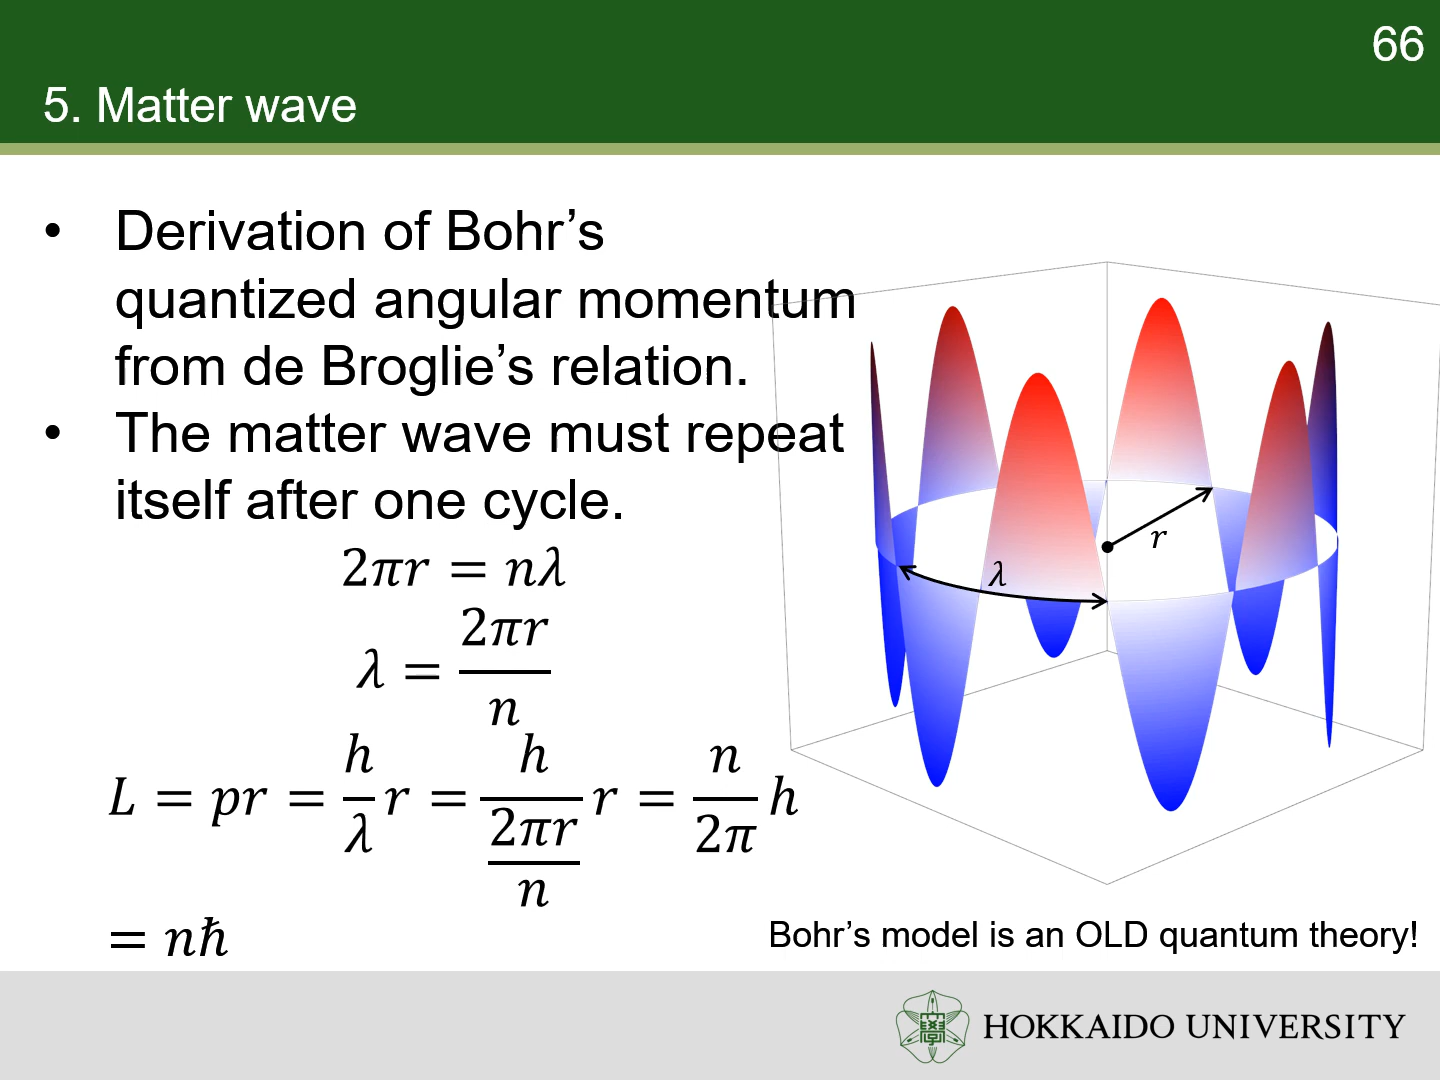 66
5. Matter wave
• Derivation of Bohr’s
quantized angular momentum
from de Broglie’s relation.
• The matter wave must repeat
itself after one cycle.
2πr = nλ
λ = 2πr/n
L = pr = h/λ r = h/(2πr/n) r = n/2π h
= nℏ
r
λ
Bohr’s model is an OLD quantum theory!
HOKKAIDO UNIVERSITY